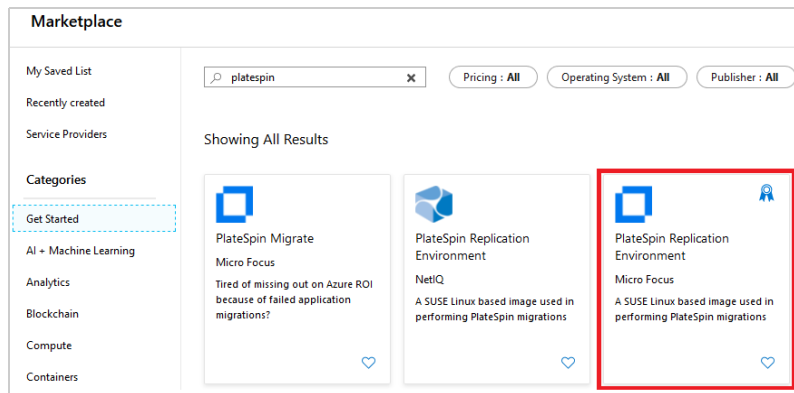 Marketplace
My Saved List
Recently created
Service Providers
Categories
Get Started
AI + Machine Learning
Analytics
Blockchain
Compute
Containers
platespin
Pricing : All
Operating System : All
Publisher : All
Showing All Results
PlateSpin Migrate
Micro Focus
Tired of missing out on Azure ROI
because of failed application
migrations?
PlateSpin Replication
Environment
NetIQ
A SUSE Linux based image used in
performing PlateSpin migrations
PlateSpin Replication
Environment
Micro Focus
A SUSE Linux based image used in
performing PlateSpin migrations